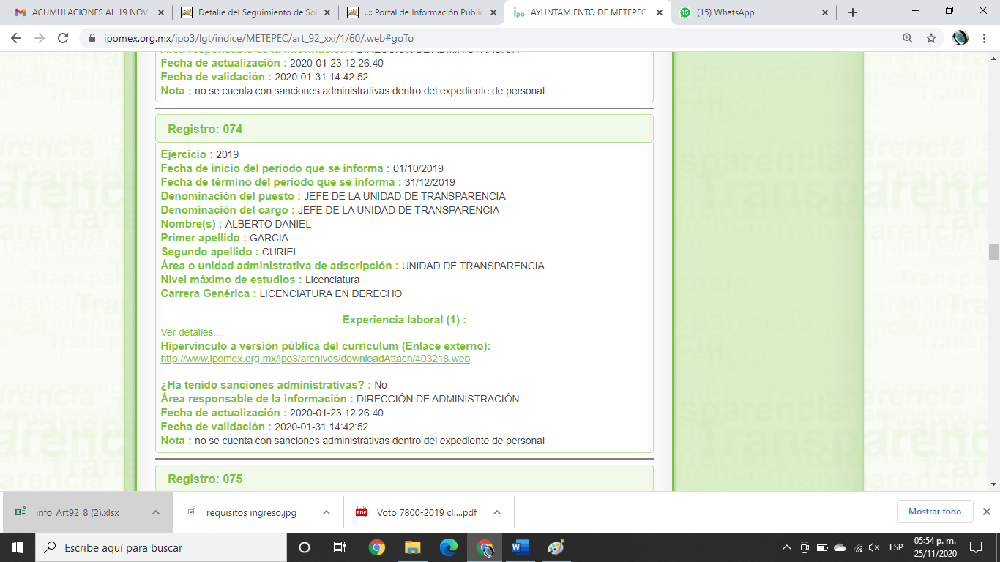 ACUMULACIONES AL 19 NOV
Detalle del Seguimiento de Sol
..:: Portal de Información Públic
ipo AYUNTAMIENTO DE METEPEC
15 (15) WhatsApp
ipomex.org.mx/ipo3/lgt/indice/METEPEC/art_92_xxi/1/60/.web#goTo
Área responsable de la información : DIRECCIÓN DE ADMINISTRACIÓN
Fecha de actualización : 2020-01-23 12:26:40
Fecha de validación : 2020-01-31 14:42:52
Nota : no se cuenta con sanciones administrativas dentro del expediente de personal
Registro: 074
Ejercicio : 2019
Fecha de inicio del periodo que se informa : 01/10/2019
Fecha de término del periodo que se informa : 31/12/2019
Denominación del puesto : JEFE DE LA UNIDAD DE TRANSPARENCIA
Denominación del cargo : JEFE DE LA UNIDAD DE TRANSPARENCIA
Nombre(s) : ALBERTO DANIEL
Primer apellido : GARCIA
Segundo apellido : CURIEL
Área o unidad administrativa de adscripción : UNIDAD DE TRANSPARENCIA
Nivel máximo de estudios : Licenciatura
Carrera Genérica : LICENCIATURA EN DERECHO
Experiencia laboral (1) :
Ver detalles...
Hipervínculo a versión pública del currículum (Enlace externo):
http://www.ipomex.org.mx/ipo3/archivos/downloadAttach/403218.web
¿Ha tenido sanciones administrativas? : No
Área responsable de la información : DIRECCIÓN DE ADMINISTRACIÓN
Fecha de actualización : 2020-01-23 12:26:40
Fecha de validación : 2020-01-31 14:42:52
Nota : no se cuenta con sanciones administrativas dentro del expediente de personal
Registro: 075
info_Art92_8 (2).xlsx
requisitos ingreso.jpg
PDF Voto 7800-2019 cl....pdf
Mostrar todo
Escribe aquí para buscar
ESP
05:54 p. m.
25/11/2020